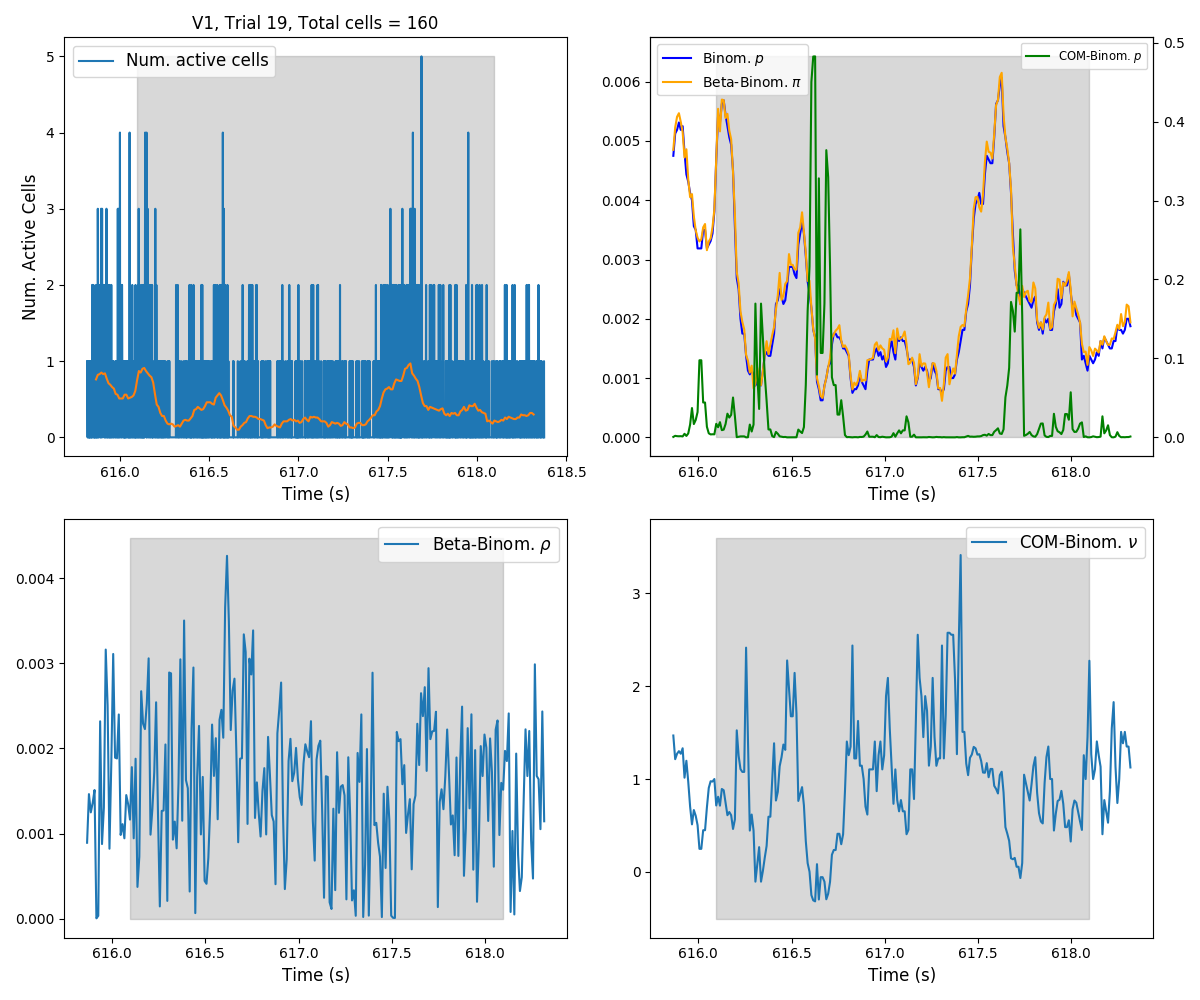 V1, Trial 19, Total cells = 160
Num. active cells
Num. Active Cells
5
4
3
2
1
0
616.0 616.5 617.0 617.5 618.0 618.5
Time (s)
Binom. p
Beta-Binom. π
COM-Binom. p
0.006
0.005
0.004
0.003
0.002
0.001
0.000
0.5
0.4
0.3
0.2
0.1
0.0
616.0 616.5 617.0 617.5 618.0
Time (s)
Beta-Binom. ρ
0.004
0.003
0.002
0.001
0.000
616.0 616.5 617.0 617.5 618.0
Time (s)
COM-Binom. ν
3
2
1
0
616.0 616.5 617.0 617.5 618.0
Time (s)